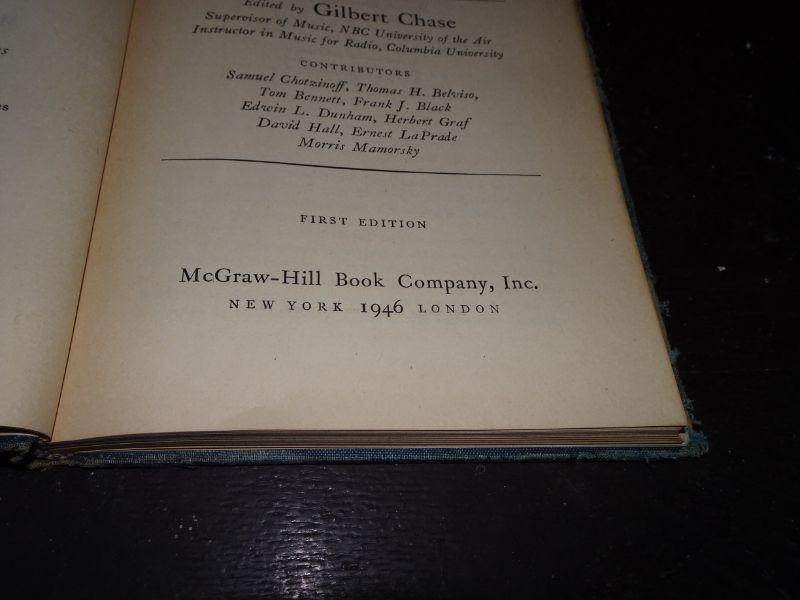 Edited by Gilbert Chase
Supervisor of Music, NBC University of the Air
Instructor in Music for Radio, Columbia University
CONTRIBUTORS
Samuel Chotzinoff, Thomas H. Belviso,
Tom Bennett, Frank J. Black
Edwin L. Dunham, Herbert Graf
David Hall, Ernest LaPrade
Morris Mamorsky
FIRST EDITION
McGraw-Hill Book Company, Inc.
NEW YORK 1946 LONDON